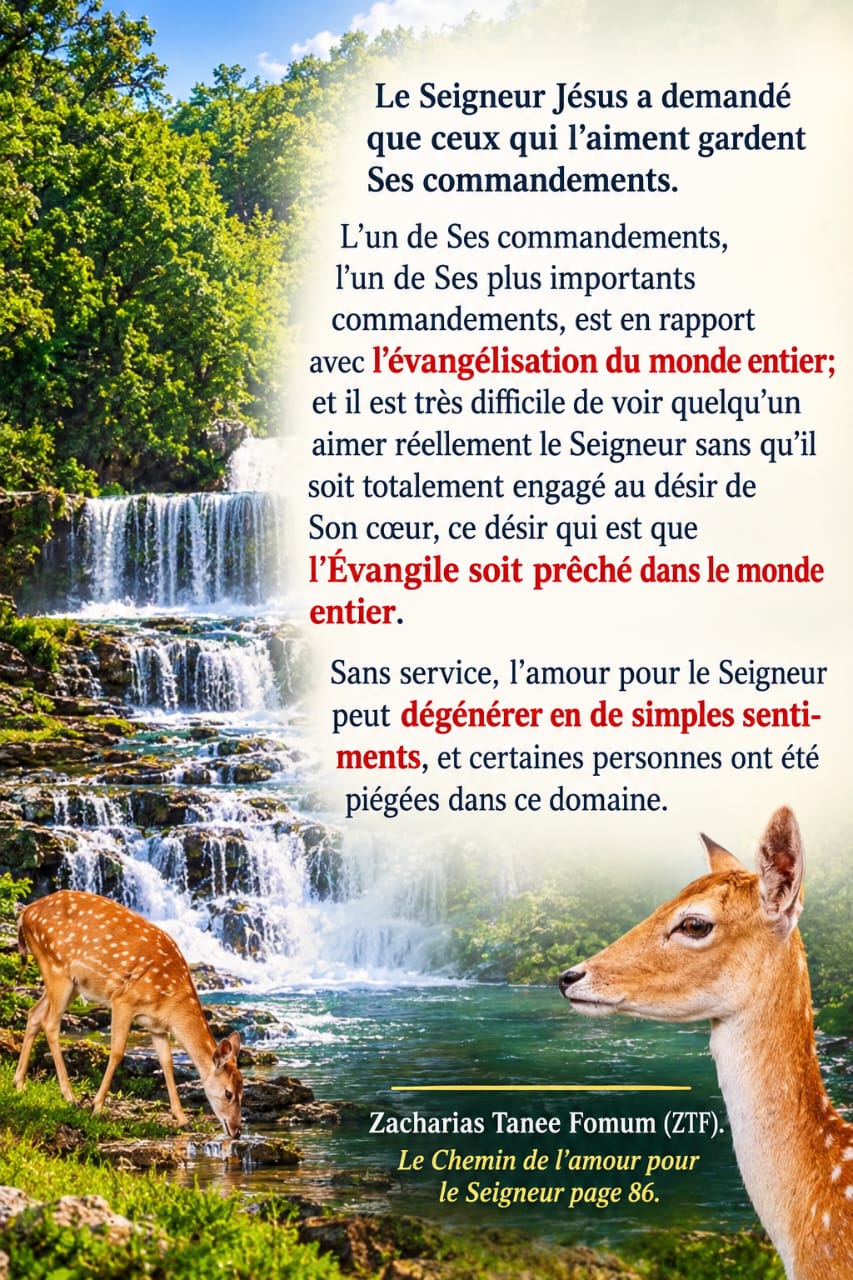 Le Seigneur Jésus a demandé
que ceux qui l’aiment gardent
Ses commandements.
L’un de Ses commandements,
l’un de Ses plus importants
commandements, est en rapport
avec l’évangélisation du monde entier;
et il est très difficile de voir quelqu’un
aimer réellement le Seigneur sans qu’il
soit totalement engagé au désir de
Son cœur, ce désir qui est que
l’Évangile soit prêché dans le monde
entier.
Sans service, l’amour pour le Seigneur
peut dégénérer en de simples senti-
ments, et certaines personnes ont été
piégées dans ce domaine.
Zacharias Tanee Fomum (ZTF).
Le Chemin de l’amour pour
le Seigneur page 86.